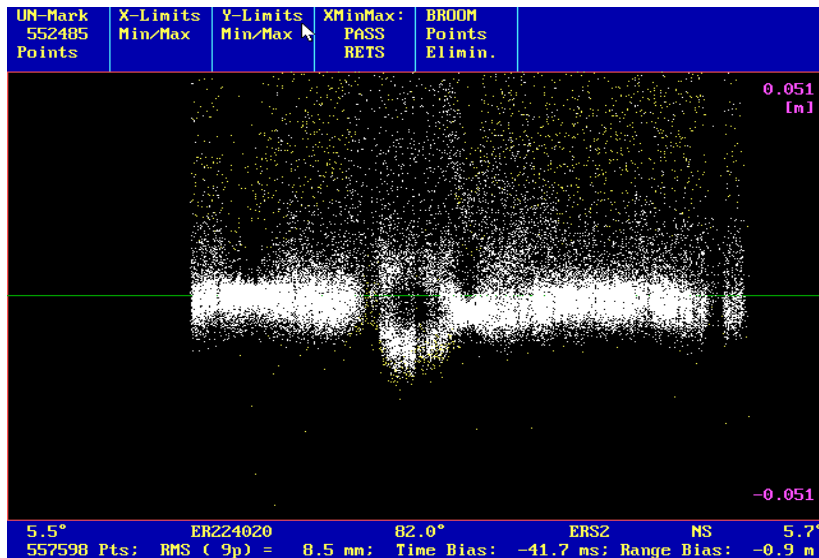 UN-Mark X-Limits Y-Limits XMinMax: BROOM
552485 Min/Max Min/Max PASS Points
Points RETS Elimin.
0.051
[m]
-0.051
5.5° ER224020 82.0° ERS2 NS 5.7°
557598 Pts; RMS ( 9p) = 8.5 mm; Time Bias: -41.7 ms; Range Bias: -0.9 m